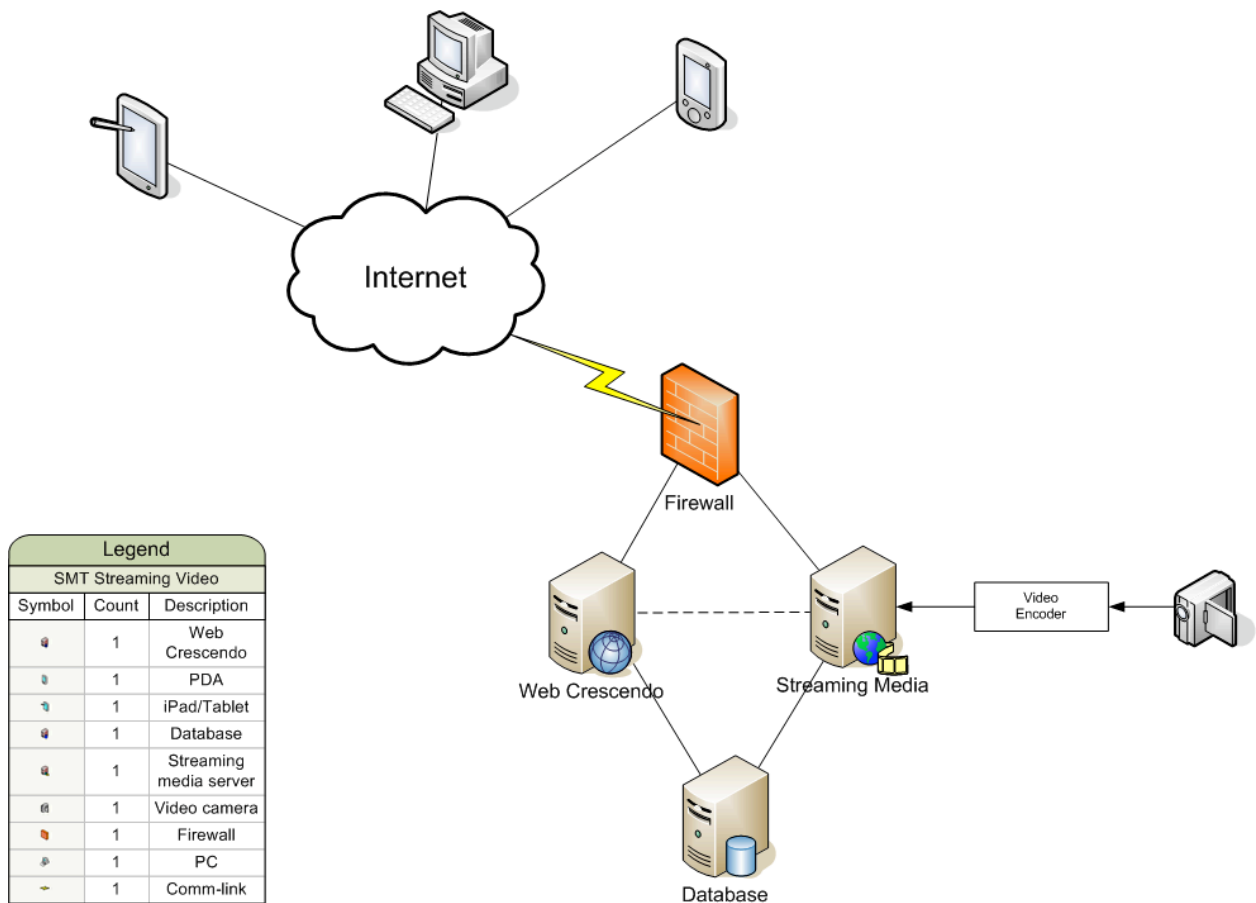 Internet
Firewall
Web Crescendo
Streaming Media
Video
Encoder
Database
Legend
SMT Streaming Video
Symbol Count Description
1 Web
Crescendo
1 PDA
1 iPad/Tablet
1 Database
1 Streaming
media server
1 Video camera
1 Firewall
1 PC
1 Comm-link